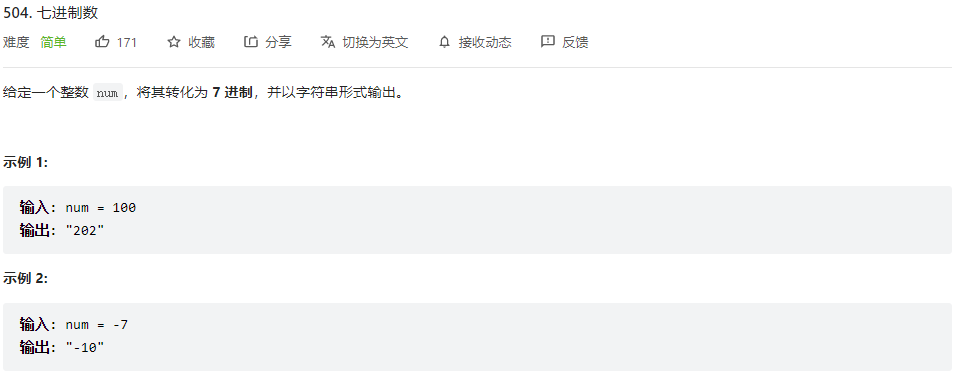 504. 七进制数
难度 简单 171 收藏 分享 切换为英文 接收动态 反馈
给定一个整数 num，将其转化为 7 进制，并以字符串形式输出。
示例 1:
输入: num = 100
输出: "202"
示例 2:
输入: num = -7
输出: "-10"